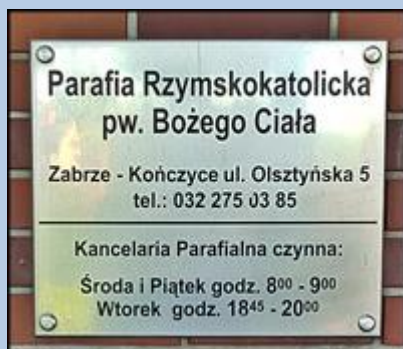 Parafia Rzymskokatolicka
pw. Bożego Ciała
Zabrze - Kończyce ul. Olsztyńska 5
tel.: 032 275 03 85
Kancelaria Parafialna czynna:
Środa i Piątek godz. 8⁰⁰ - 9⁰⁰
Wtorek godz. 18⁴⁵ - 20⁰⁰